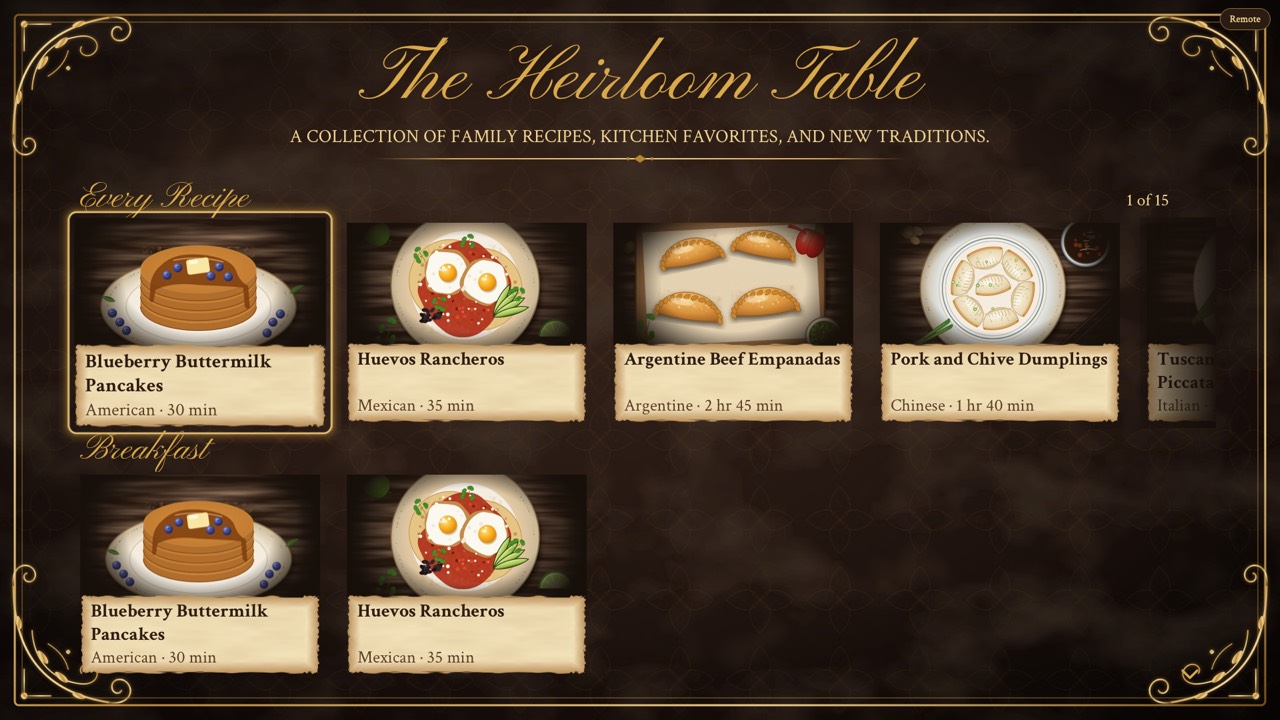 Remote
The Heirloom Table
A COLLECTION OF FAMILY RECIPES, KITCHEN FAVORITES, AND NEW TRADITIONS.
Every Recipe
1 of 15
Blueberry Buttermilk
Pancakes
American · 30 min
Huevos Rancheros
Mexican · 35 min
Argentine Beef Empanadas
Argentine · 2 hr 45 min
Pork and Chive Dumplings
Chinese · 1 hr 40 min
Tuscan
Piccata
Italian ·
Breakfast
Blueberry Buttermilk
Pancakes
American · 30 min
Huevos Rancheros
Mexican · 35 min